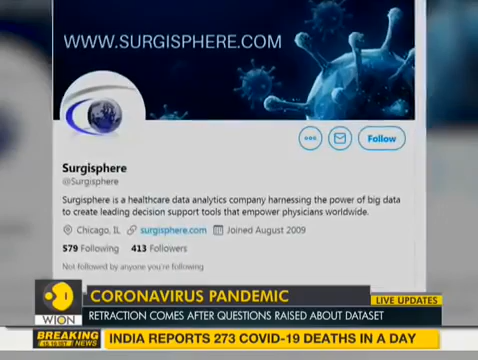 WWW.SURGISPHERE.COM
Follow
Surgisphere
@Surgisphere
Surgisphere is a healthcare data analytics company harnessing the power of big data
to create leading decision support tools that empower physicians worldwide.
Chicago, IL surgisphere.com Joined August 2009
579 Following 413 Followers
Not followed by anyone you're following
CORONAVIRUS PANDEMIC
LIVE UPDATES
WION
RETRACTION COMES AFTER QUESTIONS RAISED ABOUT DATASET
BREAKING
NEWS
INDIA REPORTS 273 COVID-19 DEATHS IN A DAY